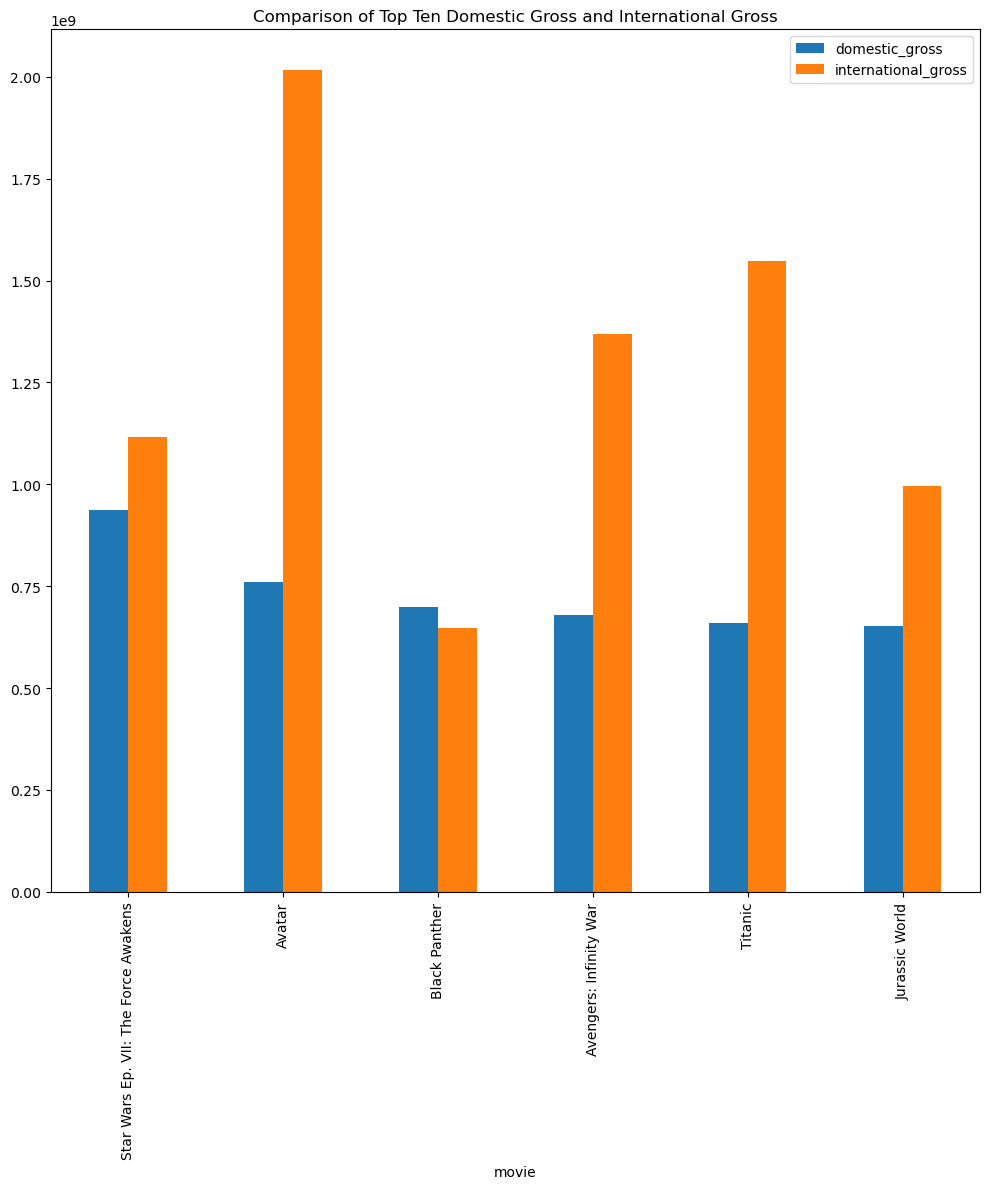 Comparison of Top Ten Domestic Gross and International Gross
1e9
domestic_gross
international_gross
2.00
1.75
1.50
1.25
1.00
0.75
0.50
0.25
0.00
Star Wars Ep. VII: The Force Awakens
Avatar
Black Panther
Avengers: Infinity War
Titanic
Jurassic World
movie